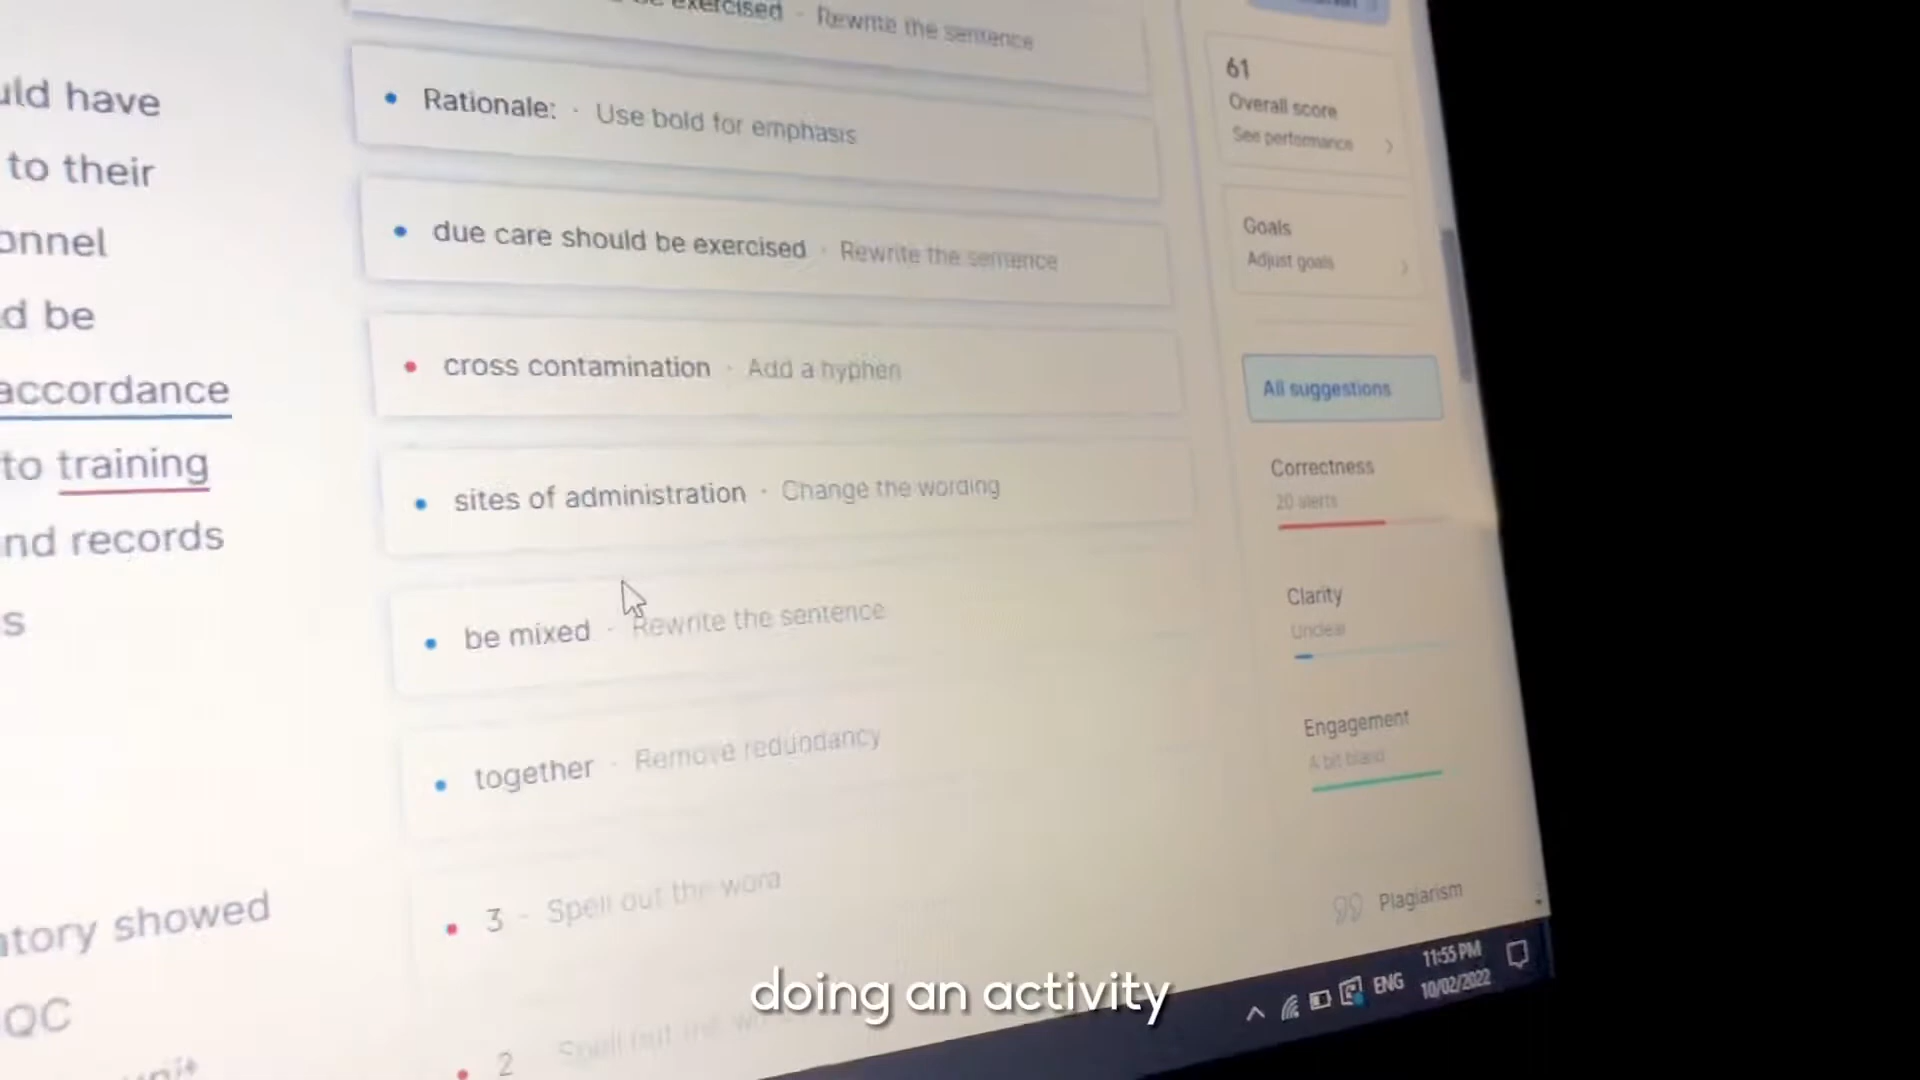 uld have
to their
onnel
d be
accordance
to training
nd records
s
atory showed
QC
be exercised - Rewrite the sentence
Rationale: · Use bold for emphasis
due care should be exercised · Rewrite the sentence
cross contamination · Add a hyphen
sites of administration · Change the wording
be mixed · Rewrite the sentence
together · Remove redundancy
3 - Spell out the word
2 Spell out the
61
Overall score
See performance
Goals
Adjust goals
All suggestions
Correctness
20 alerts
Clarity
Unclear
Engagement
A bit bland
Plagiarism
ENG
11:55 PM
10/02/2022
doing an activity